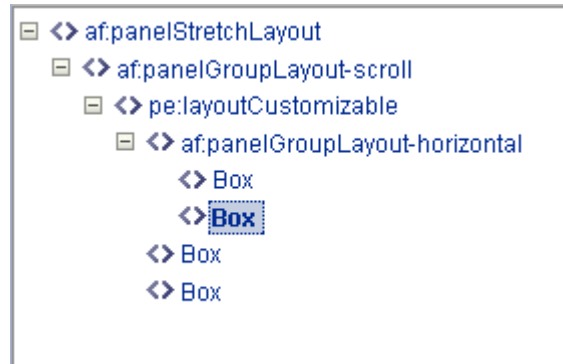 af:panelStretchLayout
af:panelGroupLayout-scroll
pe:layoutCustomizable
af:panelGroupLayout-horizontal
Box
Box
Box
Box